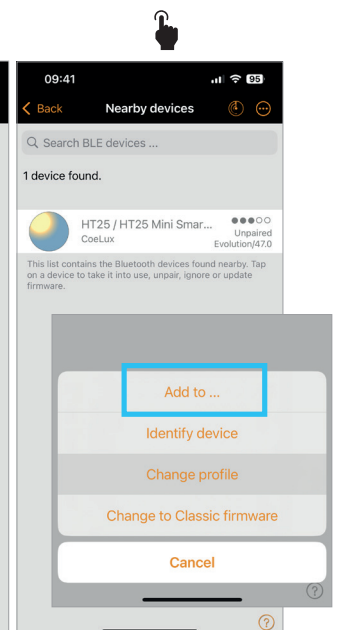 09:41
95
Back
Nearby devices
Search BLE devices ...
1 device found.
HT25 / HT25 Mini Smar...
CoeLux
Unpaired
Evolution/47.0
This list contains the Bluetooth devices found nearby. Tap
on a device to take it into use, unpair, ignore or update
firmware.
Add to ...
Identify device
Change profile
Change to Classic firmware
Cancel
?
?